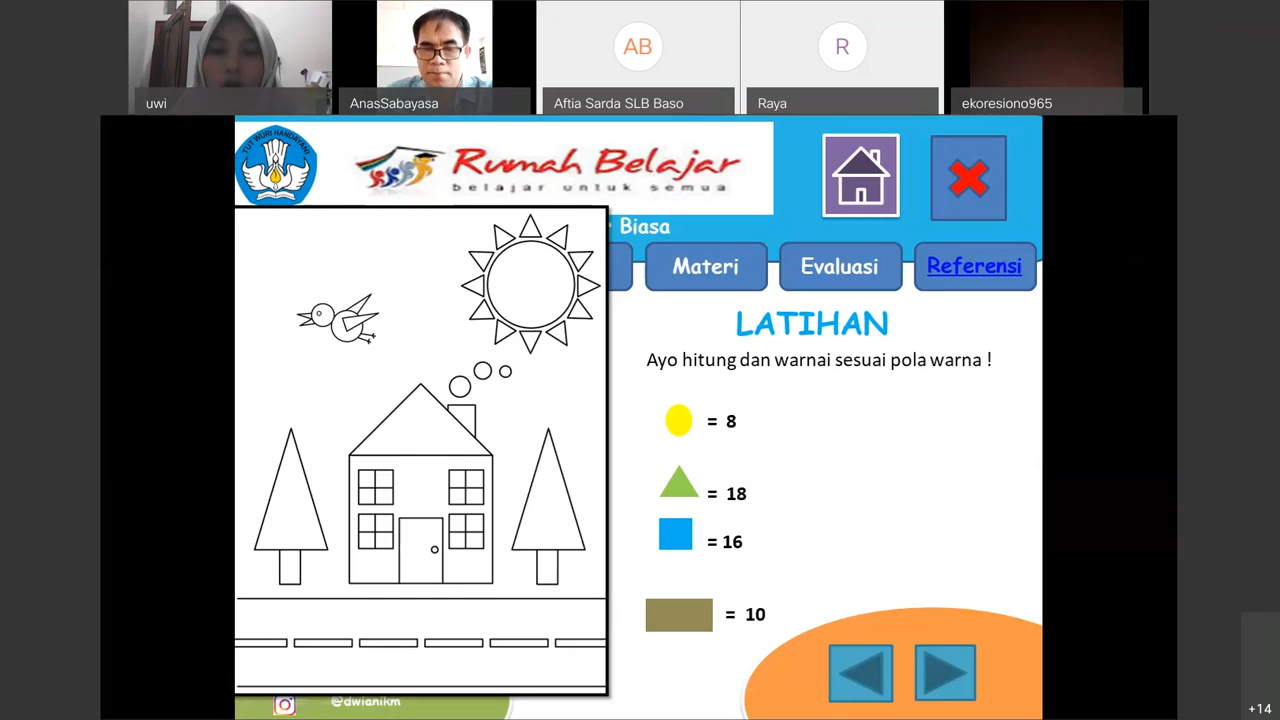 AB
R
uwi
AnasSabayasa
Aftia Sarda SLB Baso
Raya
ekoresiono965
TUT WURI HANDAYANI
Rumah Belajar
belajar untuk semua
Biasa
Materi
Evaluasi
Referensi
LATIHAN
Ayo hitung dan warnai sesuai pola warna !
= 8
= 18
= 16
= 10
@dwianikm
+14